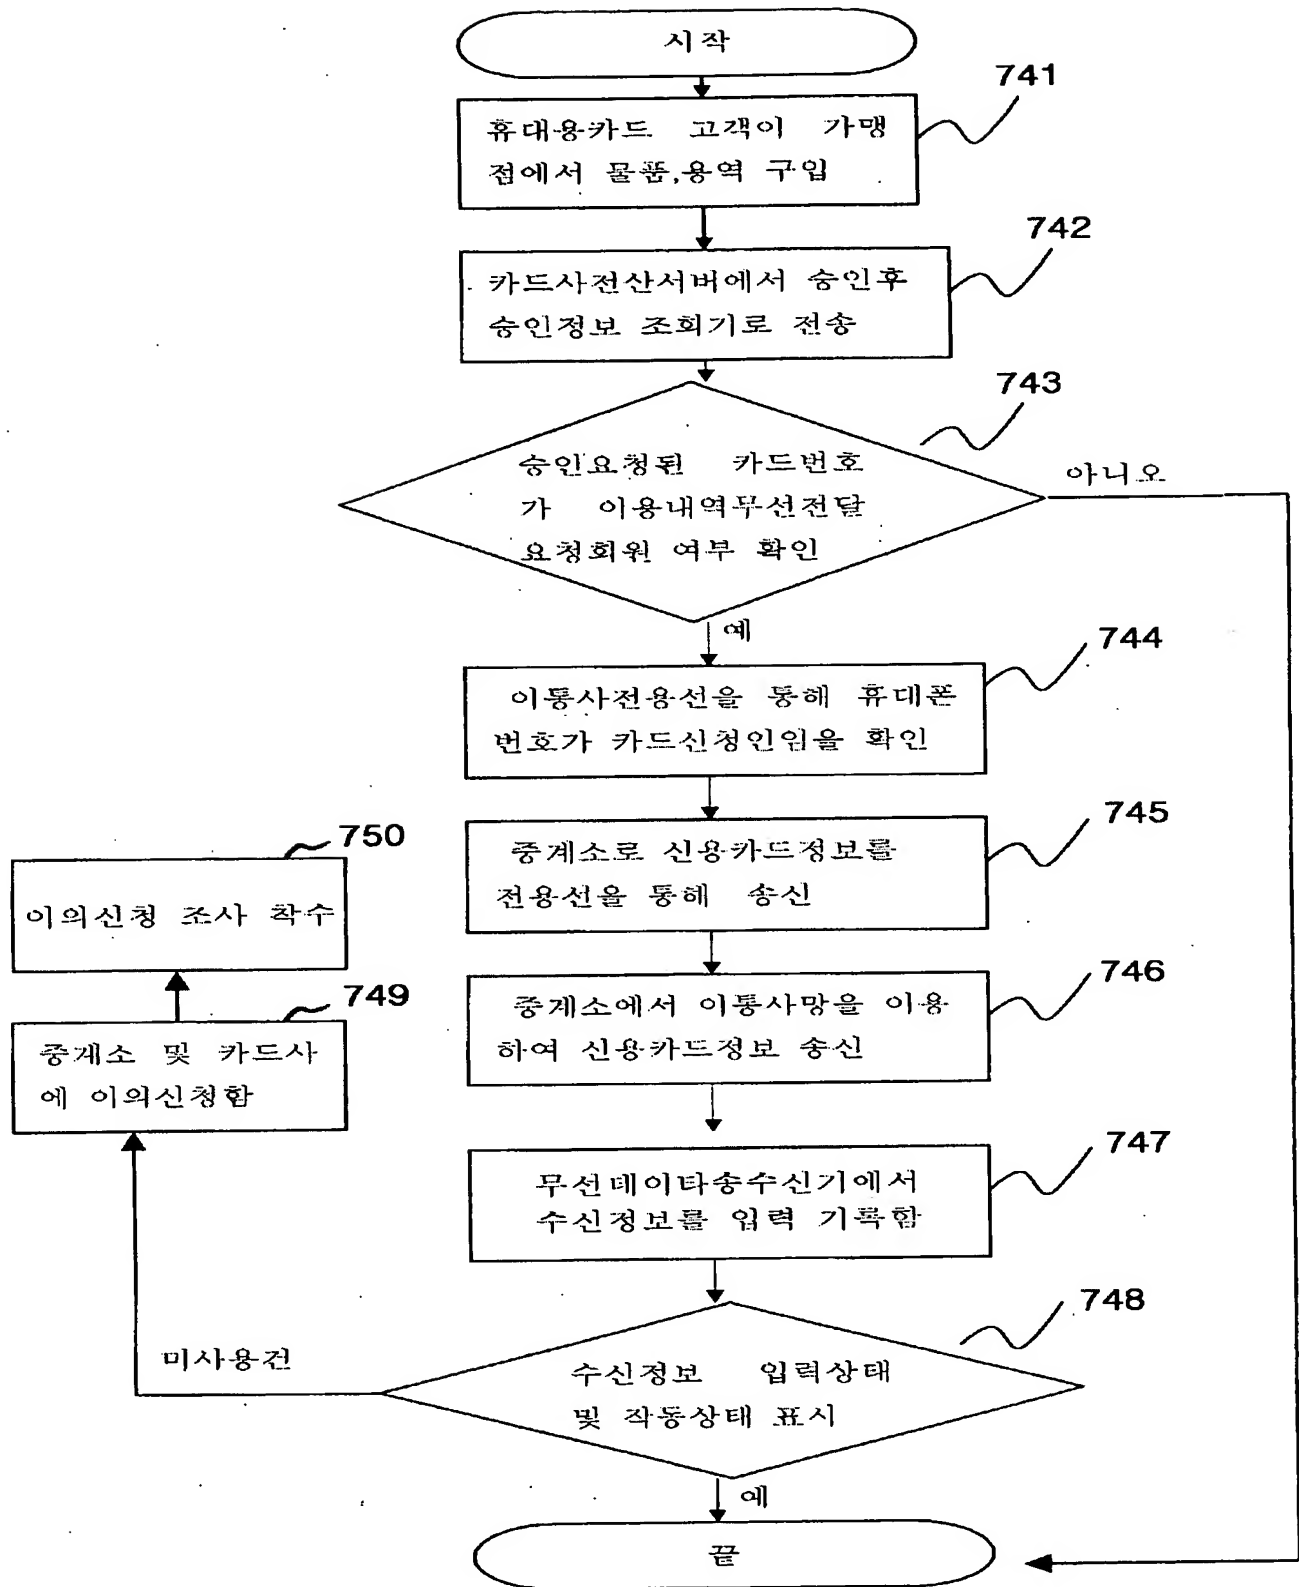 시작
741
휴대용카드 고객이 가맹
점에서 물품,용역 구입
742
카드사전산서버에서 승인후
승인정보 조회기로 전송
743
승인요청된 카드번호
가 이용내역무선전달
요청회원 여부 확인
아니오
예
744
이통사전용선을 통해 휴대폰
번호가 카드신청인임을 확인
745
중계소로 신용카드정보를
전용선을 통해 송신
746
중계소에서 이통사망을 이용
하여 신용카드정보 송신
747
무선데이타송수신기에서
수신정보를 입력 기록함
748
수신정보 입력상태
및 작동상태 표시
미사용건
749
중계소 및 카드사
에 이의신청함
750
이의신청 조사 착수
예
끝